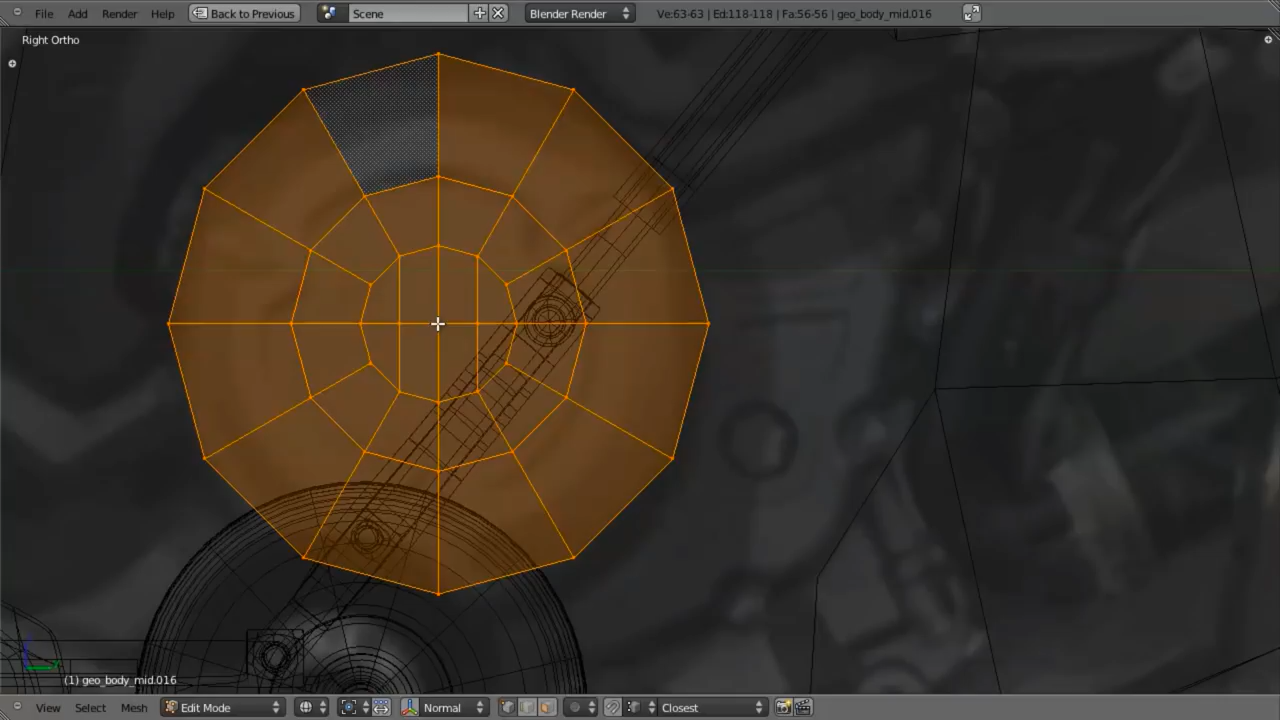 File Add Render Help Back to Previous Scene Blender Render Ve:63-63 | Ed:118-118 | Fa:56-56 | geo_body_mid.016
Right Ortho
(1) geo_body_mid.016
View Select Mesh Edit Mode Normal Closest